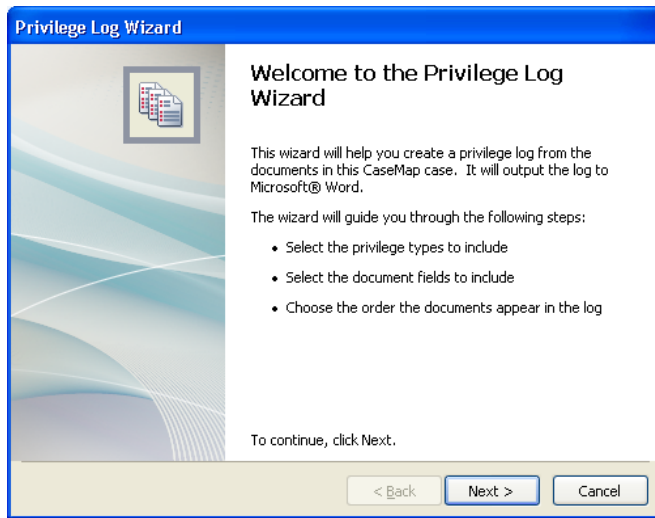 Privilege Log Wizard
Welcome to the Privilege Log
Wizard
This wizard will help you create a privilege log from the
documents in this CaseMap case.  It will output the log to
Microsoft® Word.
The wizard will guide you through the following steps:
• Select the privilege types to include
• Select the document fields to include
• Choose the order the documents appear in the log
To continue, click Next.
< Back
Next >
Cancel